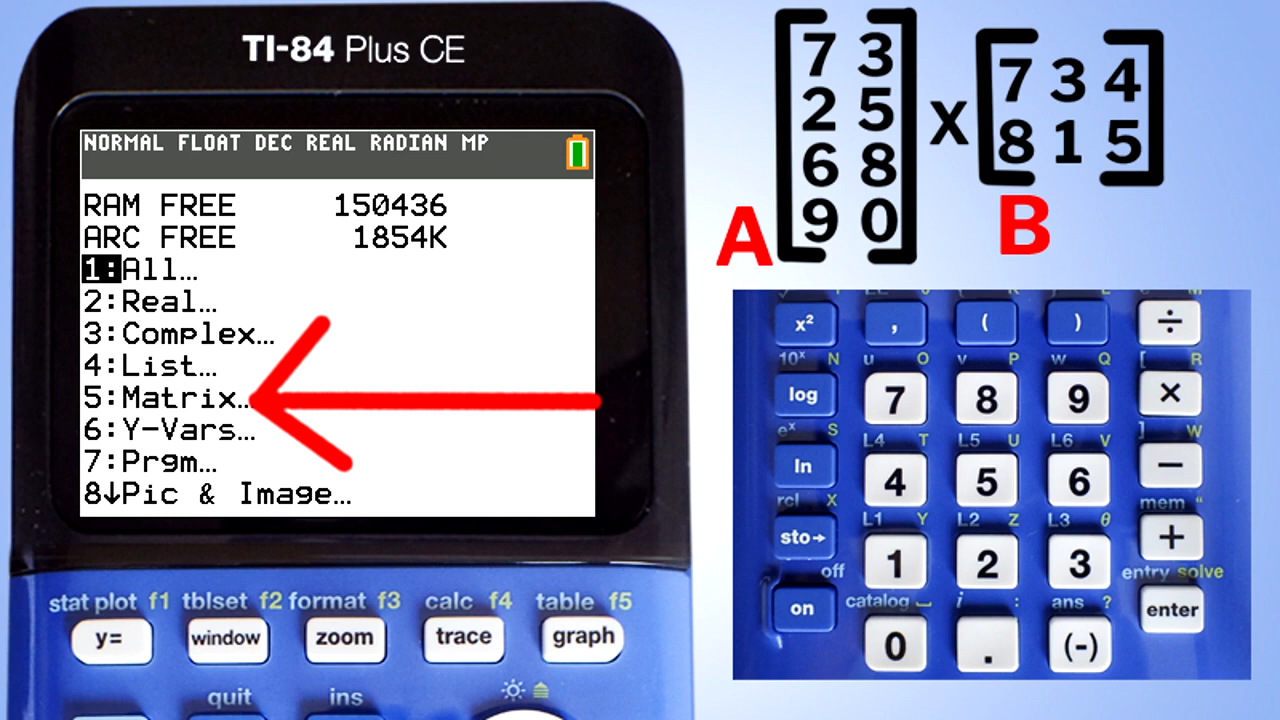 TI-84 Plus CE
NORMAL FLOAT DEC REAL RADIAN MP
RAM FREE 150436
ARC FREE 1854K
1:All…
2:Real…
3:Complex…
4:List…
5:Matrix…
6:Y-Vars…
7:Prgm…
8↓Pic & Image…
stat plot f1 tblset f2 format f3 calc f4 table f5
y= window zoom trace graph
quit ins
7 3
2 5
6 8
9 0
A
X
7 3 4
8 1 5
B
x² , ( ) ÷
10ˣ N u O v P w Q [ R
log 7 8 9 ×
eˣ S L4 T L5 U L6 V ] W
ln 4 5 6 −
rcl X L1 Y L2 Z L3 θ mem "
sto→ 1 2 3 +
off catalog ⎵ i : ans ? entry solve
on 0 . (-) enter